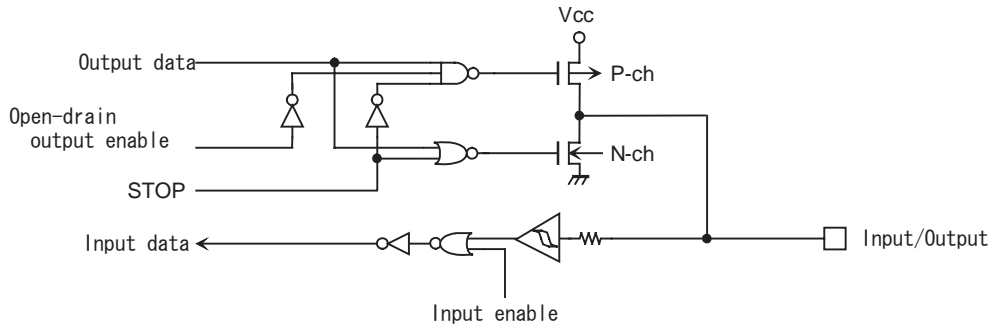 Vcc
Output data
P-ch
Open-drain
output enable
N-ch
STOP
Input data
Input/Output
Input enable